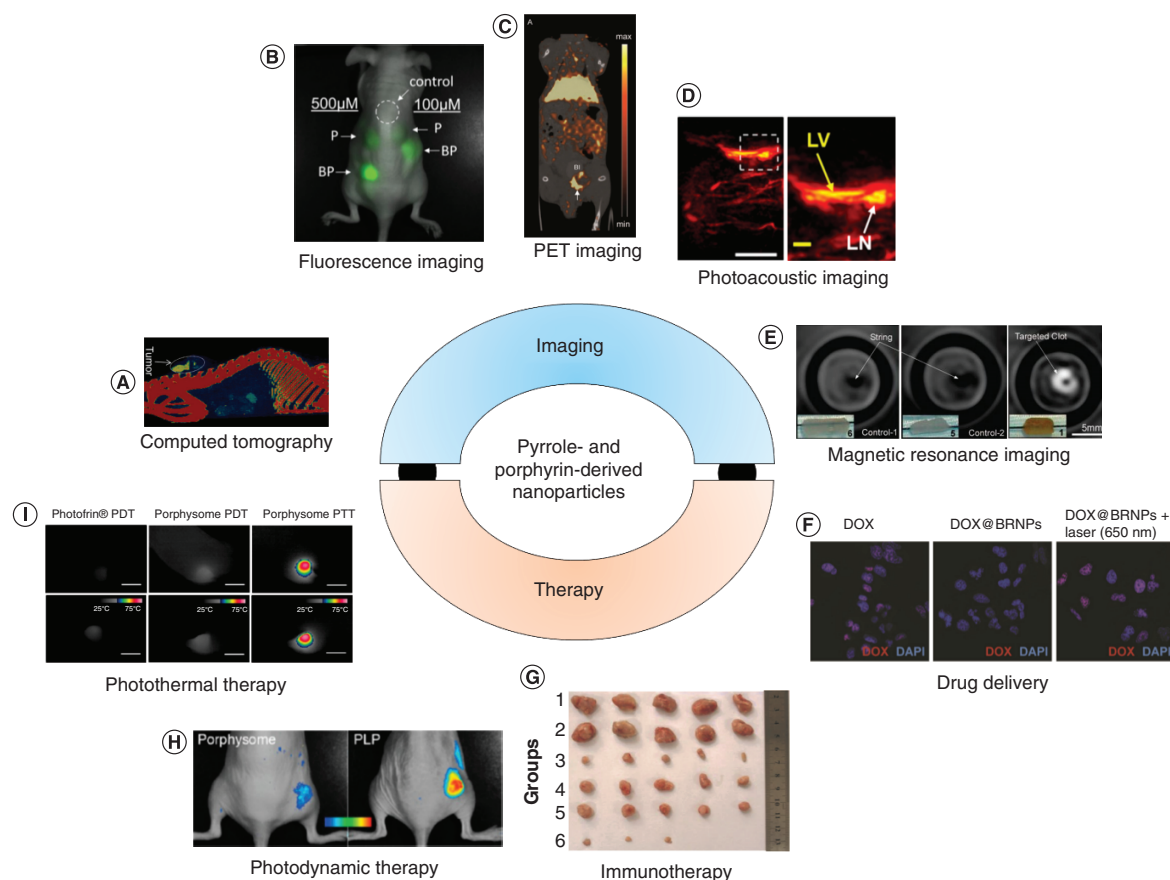 B
control
500µM
100µM
P
P
BP
BP
Fluorescence imaging
C
A
max
min
Bl
PET imaging
D
LV
LN
Photoacoustic imaging
Tumor
A
Computed tomography
Imaging
Pyrrole- and
porphyrin-derived
nanoparticles
Therapy
E
String
Targeted Clot
6
Control-1
5
Control-2
1
5mm
Magnetic resonance imaging
I
Photofrin® PDT
Porphysome PDT
Porphysome PTT
25°C 75°C
25°C 75°C
25°C 75°C
Photothermal therapy
F
DOX
DOX@BRNPs
DOX@BRNPs +
laser (650 nm)
DOX DAPI
DOX DAPI
DOX DAPI
Drug delivery
G
Groups
1
2
3
4
5
6
Immunotherapy
H
Porphysome
PLP
Photodynamic therapy